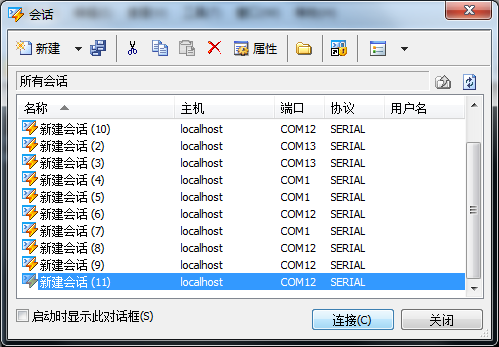 会话
新建 属性
所有会话
名称 主机 端口 协议 用户名
新建会话 (10) localhost COM12 SERIAL
新建会话 (2) localhost COM13 SERIAL
新建会话 (3) localhost COM13 SERIAL
新建会话 (4) localhost COM1 SERIAL
新建会话 (5) localhost COM1 SERIAL
新建会话 (6) localhost COM12 SERIAL
新建会话 (7) localhost COM1 SERIAL
新建会话 (8) localhost COM12 SERIAL
新建会话 (9) localhost COM12 SERIAL
新建会话 (11) localhost COM12 SERIAL
启动时显示此对话框(S) 连接(C) 关闭